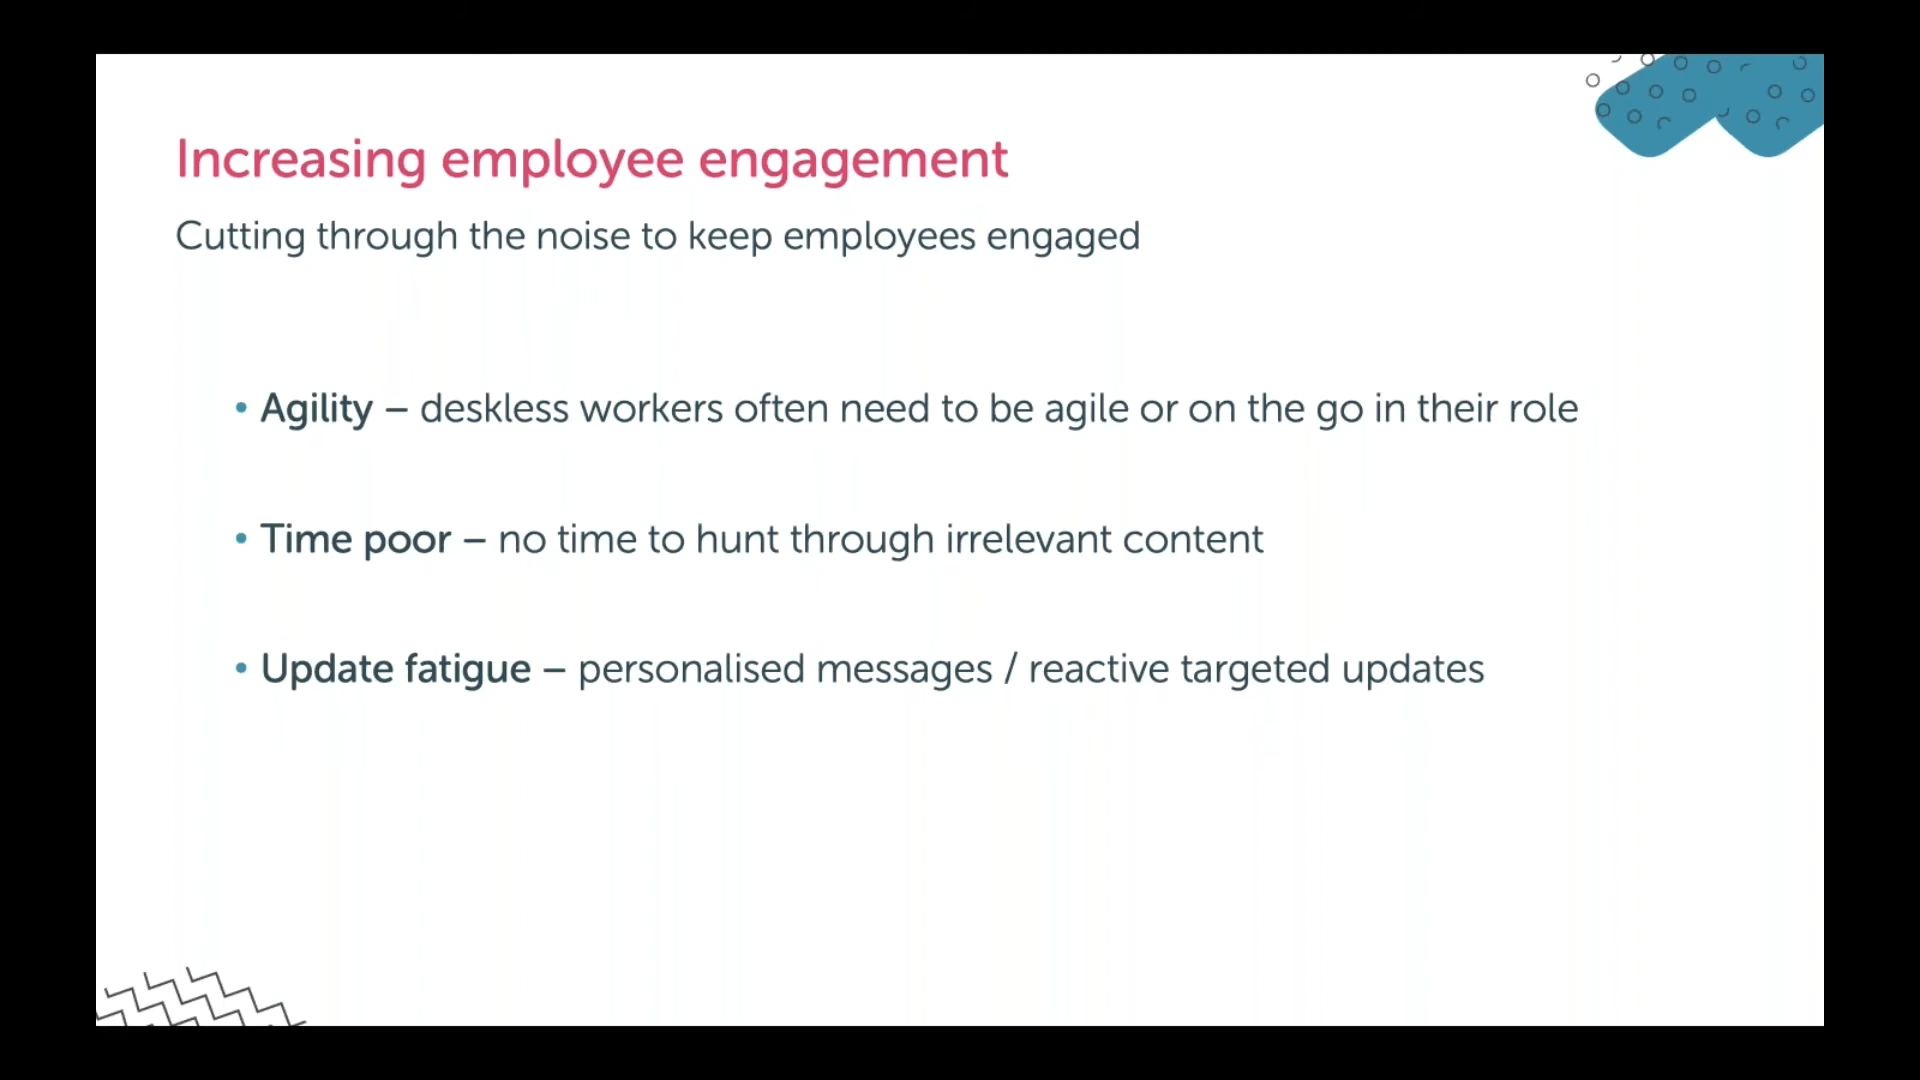 Increasing employee engagement
Cutting through the noise to keep employees engaged
• Agility – deskless workers often need to be agile or on the go in their role
• Time poor – no time to hunt through irrelevant content
• Update fatigue – personalised messages / reactive targeted updates